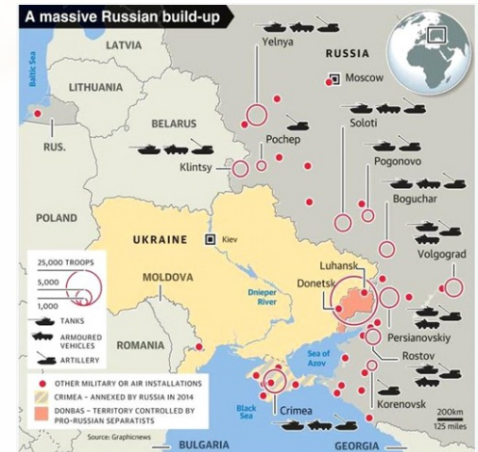 A massive Russian build-up
Yelnya
LATVIA
RUSSIA
Baltic Sea
Moscow
LITHUANIA
Soloti
BELARUS
RUS.
Pochep
Pogonovo
Klintsy
Boguchar
POLAND
UKRAINE
Kiev
Volgograd
25,000 TROOPS
5,000
1,000
Luhansk
MOLDOVA
Donetsk
Dnieper
River
TANKS
ARMOURED
VEHICLES
ARTILLERY
Persianovskiy
ROMANIA
Sea of
Azov
Rostov
OTHER MILITARY OR AIR INSTALLATIONS
CRIMEA - ANNEXED BY RUSSIA IN 2014
DONBAS - TERRITORY CONTROLLED BY
PRO-RUSSIAN SEPARATISTS
Korenovsk
Black
Sea
Crimea
200km
125 miles
Source: Graphicnews
BULGARIA
GEORGIA